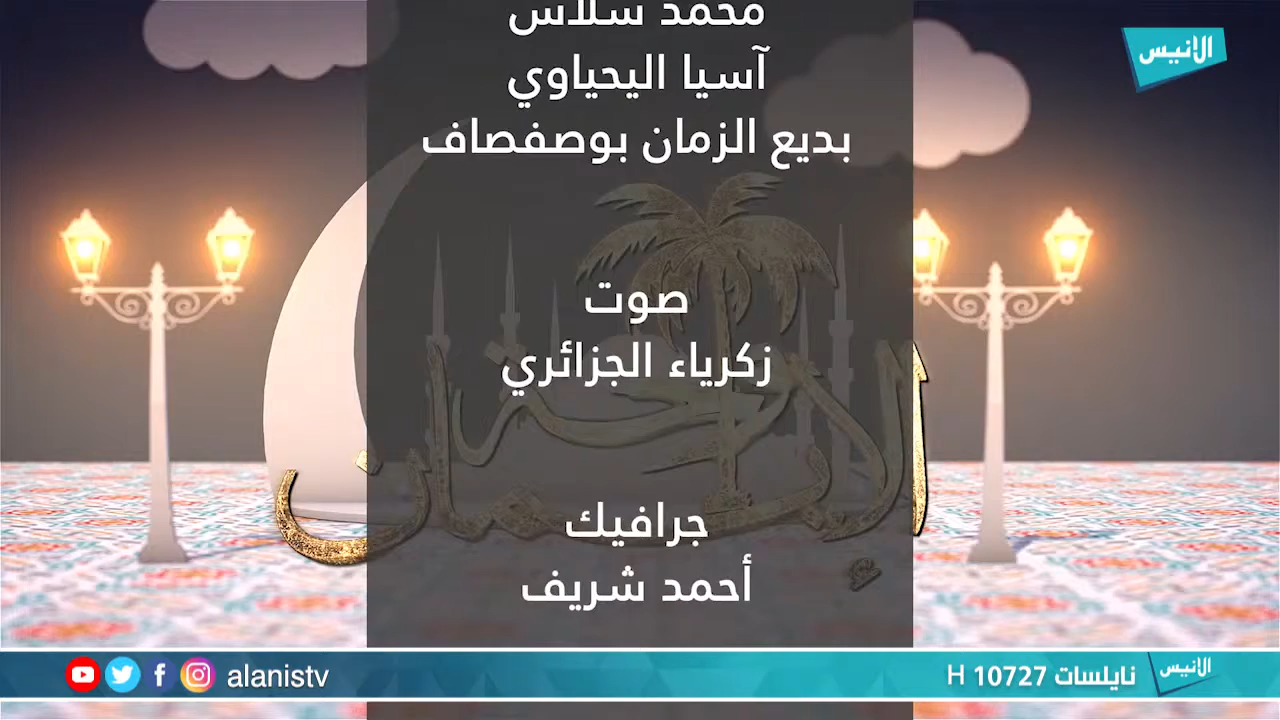 الانيس
محمد سلاس
آسيا اليحياوي
بديع الزمان بوصفصاف
صوت
زكرياء الجزائري
جرافيك
أحمد شريف
alanistv
نايلسات 10727 H
الانيس